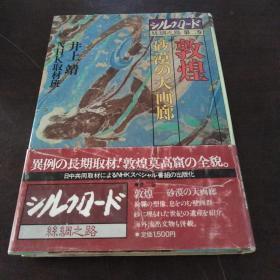 シルクロード
絲綢之路 第二巻
敦煌
砂漠の大画廊
井上 靖
NHK取材班
異例の長期取材!敦煌莫高窟の全貌。
日中共同取材によるNHKスペシャル番組の出版化
シルクロード
絲綢之路
敦煌 砂漠の大画廊
定価1,500円